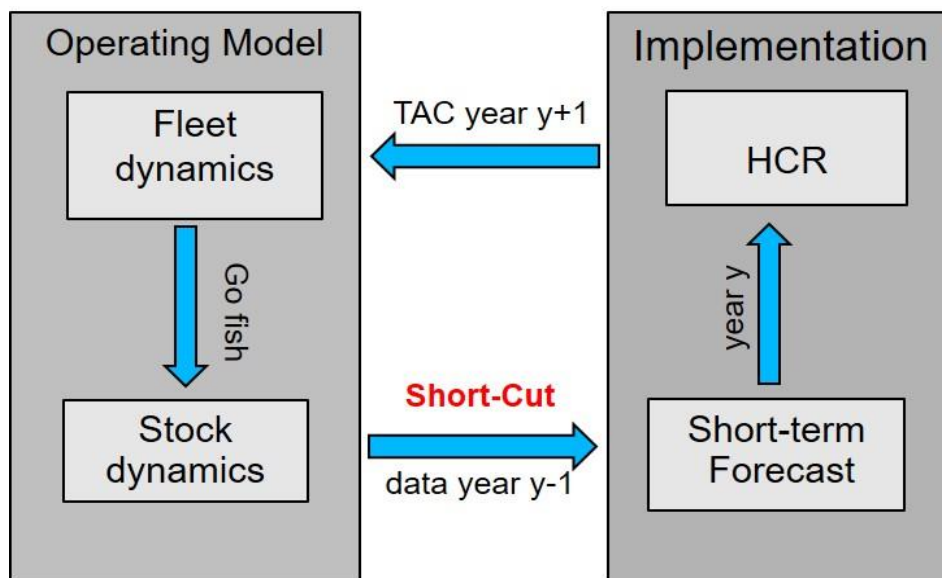 Operating Model
Fleet
dynamics
Go fish
Stock
dynamics
TAC year y+1
Short-Cut
data year y-1
Implementation
HCR
year y
Short-term
Forecast